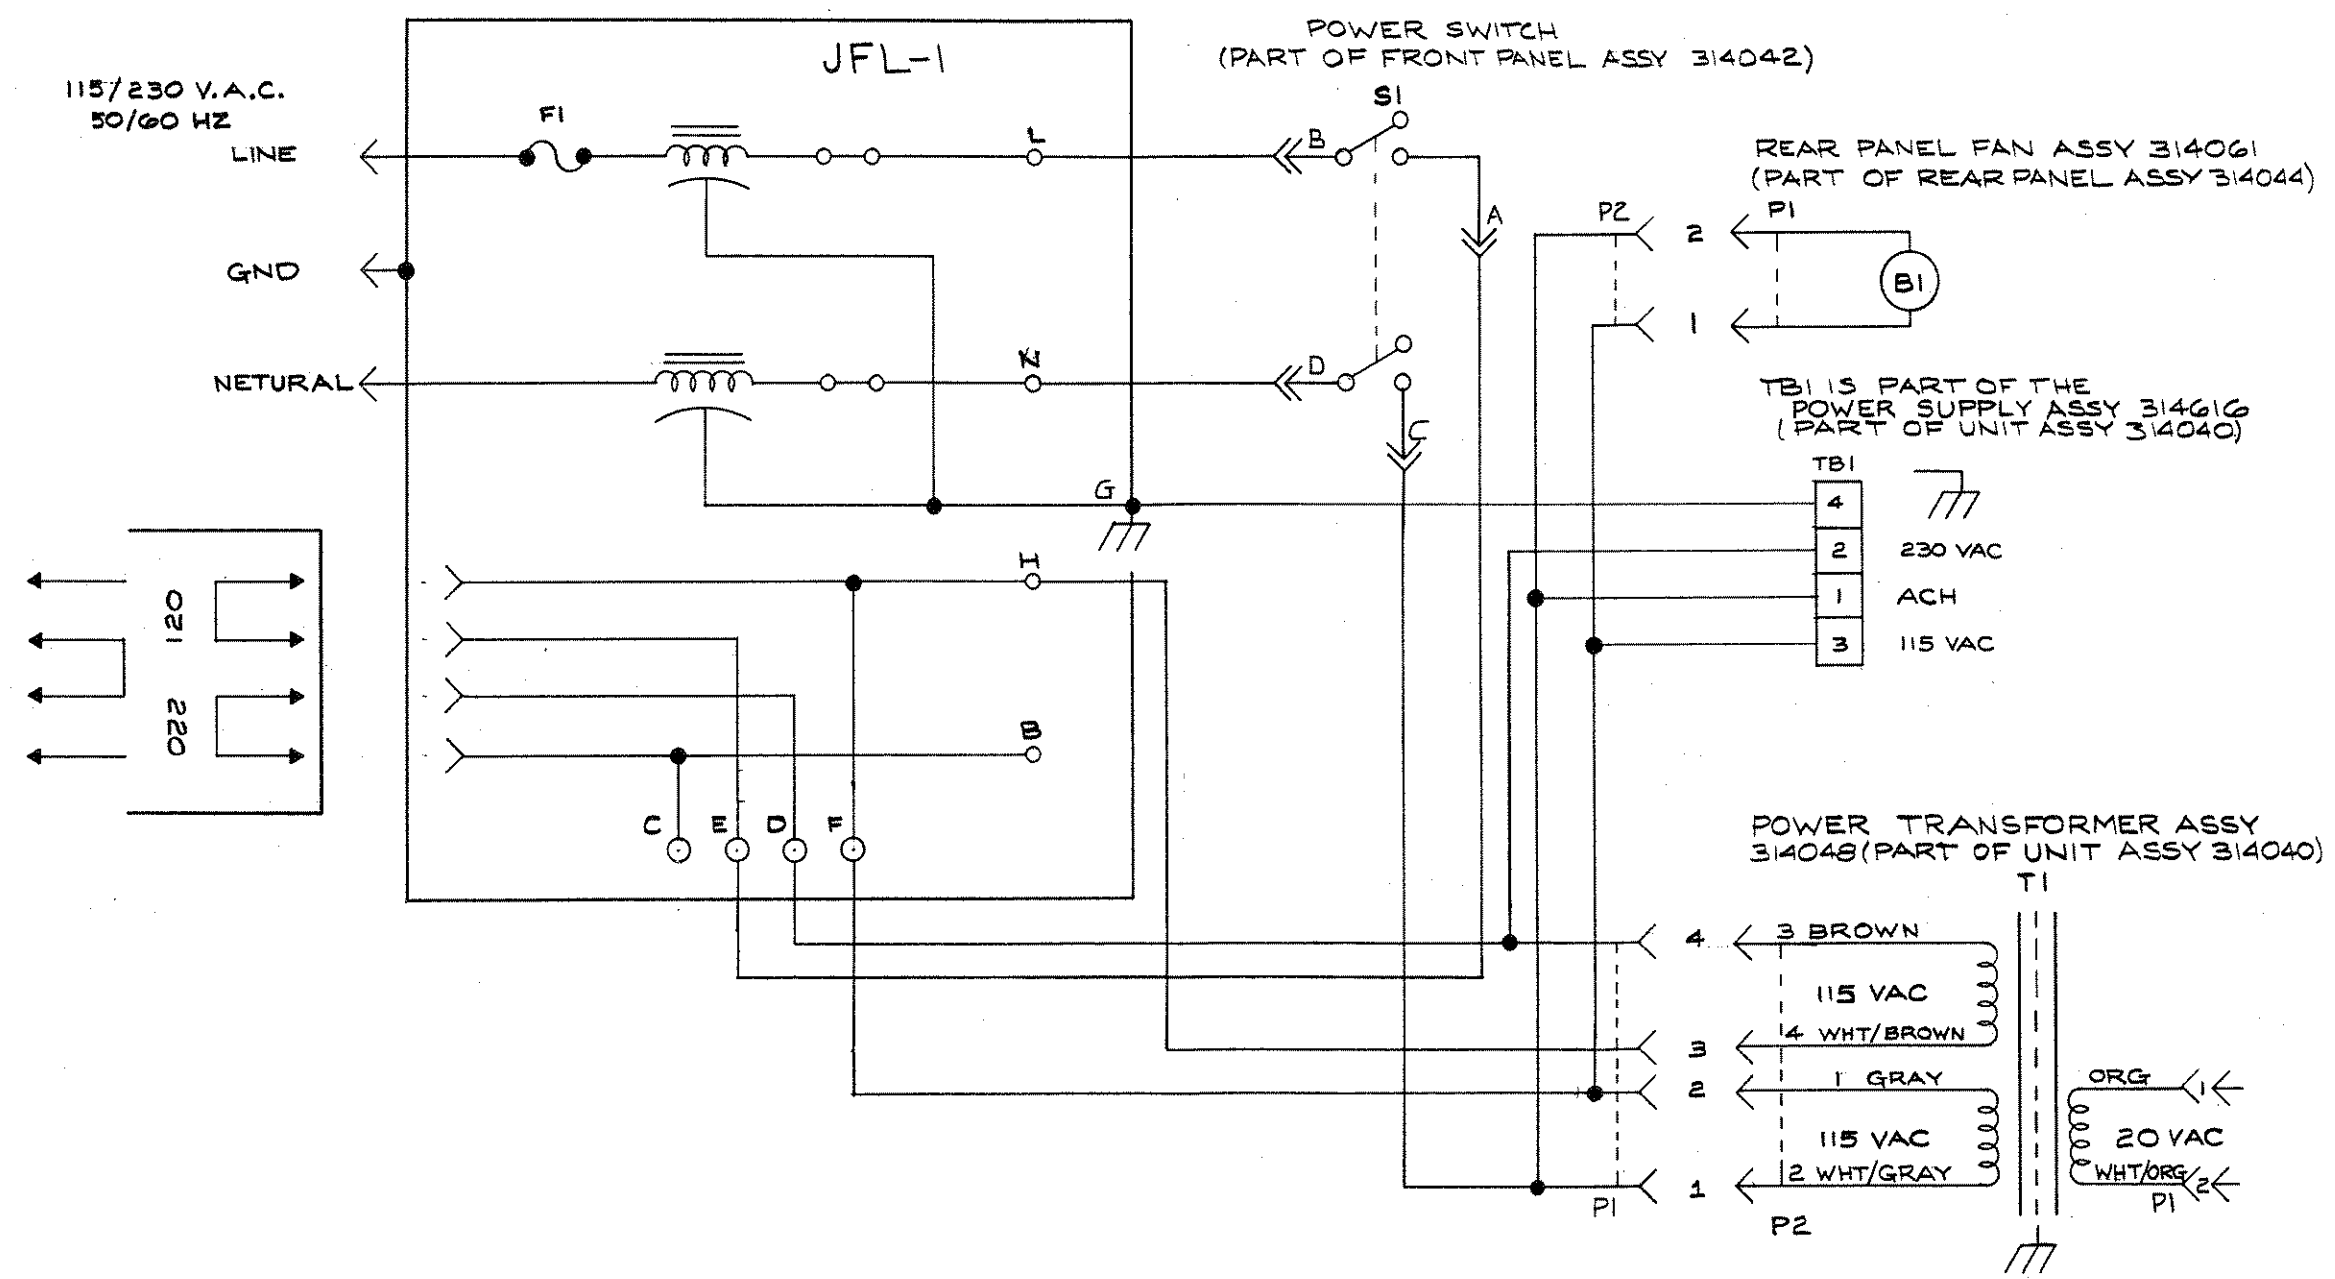 JFL-1
POWER SWITCH
(PART OF FRONT PANEL ASSY 314042)
115/230 V.A.C.
50/60 HZ
F1
S1
LINE
L
B
A
REAR PANEL FAN ASSY 314061
(PART OF REAR PANEL ASSY 314044)
P2
P1
2
B1
1
GND
NETURAL
N
D
C
G
TB1 IS PART OF THE
POWER SUPPLY ASSY 314616
(PART OF UNIT ASSY 314040)
TB1
4
2 230 VAC
1 ACH
3 115 VAC
120
220
H
B
C E D F
POWER TRANSFORMER ASSY
314048 (PART OF UNIT ASSY 314040)
T1
4 3 BROWN
115 VAC
3 4 WHT/BROWN
2 1 GRAY
115 VAC
1 2 WHT/GRAY
P1
P2
ORG 1
20 VAC
WHT/ORG 2
P1